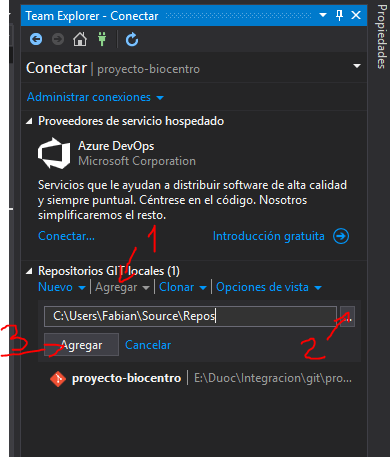 Team Explorer - Conectar
Conectar | proyecto-biocentro
Administrar conexiones
Proveedores de servicio hospedado
Azure DevOps
Microsoft Corporation
Servicios que le ayudan a distribuir software de alta calidad
y siempre puntual. Céntrese en el código. Nosotros
simplificaremos el resto.
Conectar... Introducción gratuita
1
Repositorios GIT locales (1)
Nuevo | Agregar | Clonar | Opciones de vista
C:\Users\Fabian\Source\Repos ...
2
3
Agregar Cancelar
proyecto-biocentro | E:\Duoc\Integracion\git\pro...
Propiedades